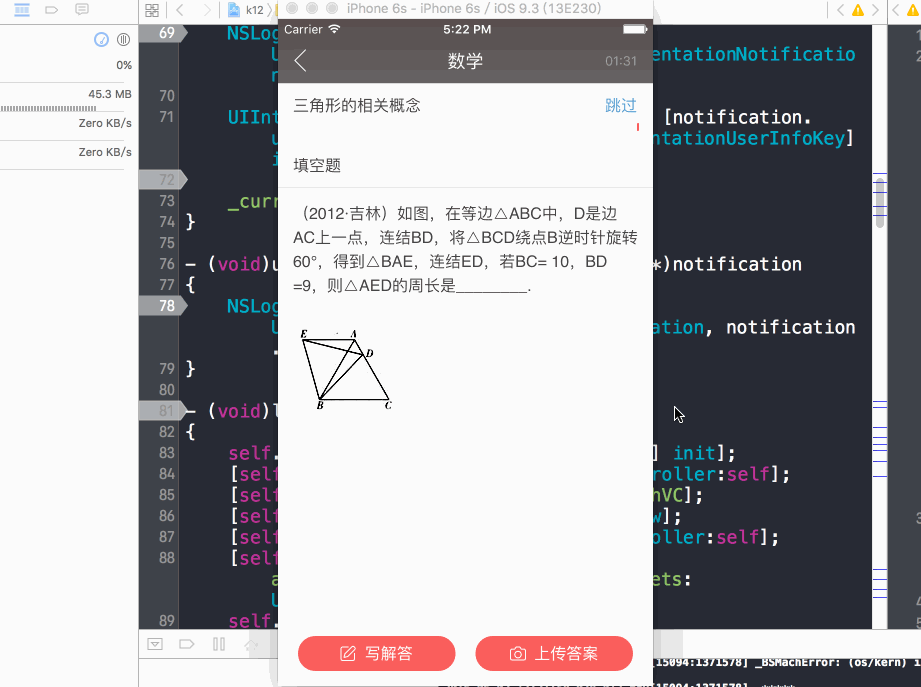 iPhone 6s - iPhone 6s / iOS 9.3 (13E230)
k12
Carrier
5:22 PM
数学
01:31
三角形的相关概念
跳过
填空题
（2012·吉林）如图，在等边△ABC中，D是边
AC上一点，连结BD，将△BCD绕点B逆时针旋转
60°，得到△BAE，连结ED，若BC= 10，BD
=9，则△AED的周长是________.
E
A
D
B
C
写解答
上传答案
0%
45.3 MB
Zero KB/s
Zero KB/s
69 NSLog
entationNotificatio
70
71 UIInt [notification.
ntationUserInfoKey]
72
73 _curr
74 }
75
76 - (void)u *)notification
77 {
78 NSLog
ation, notification
79 }
80
81 - (void)l
82 {
83 self. ] init];
84 [self roller:self];
85 [self hVC];
86 [self w];
87 [self oller:self];
88 [self
ets:
89 self.
[15094:1371578] _BSMachError: (os/kern) i